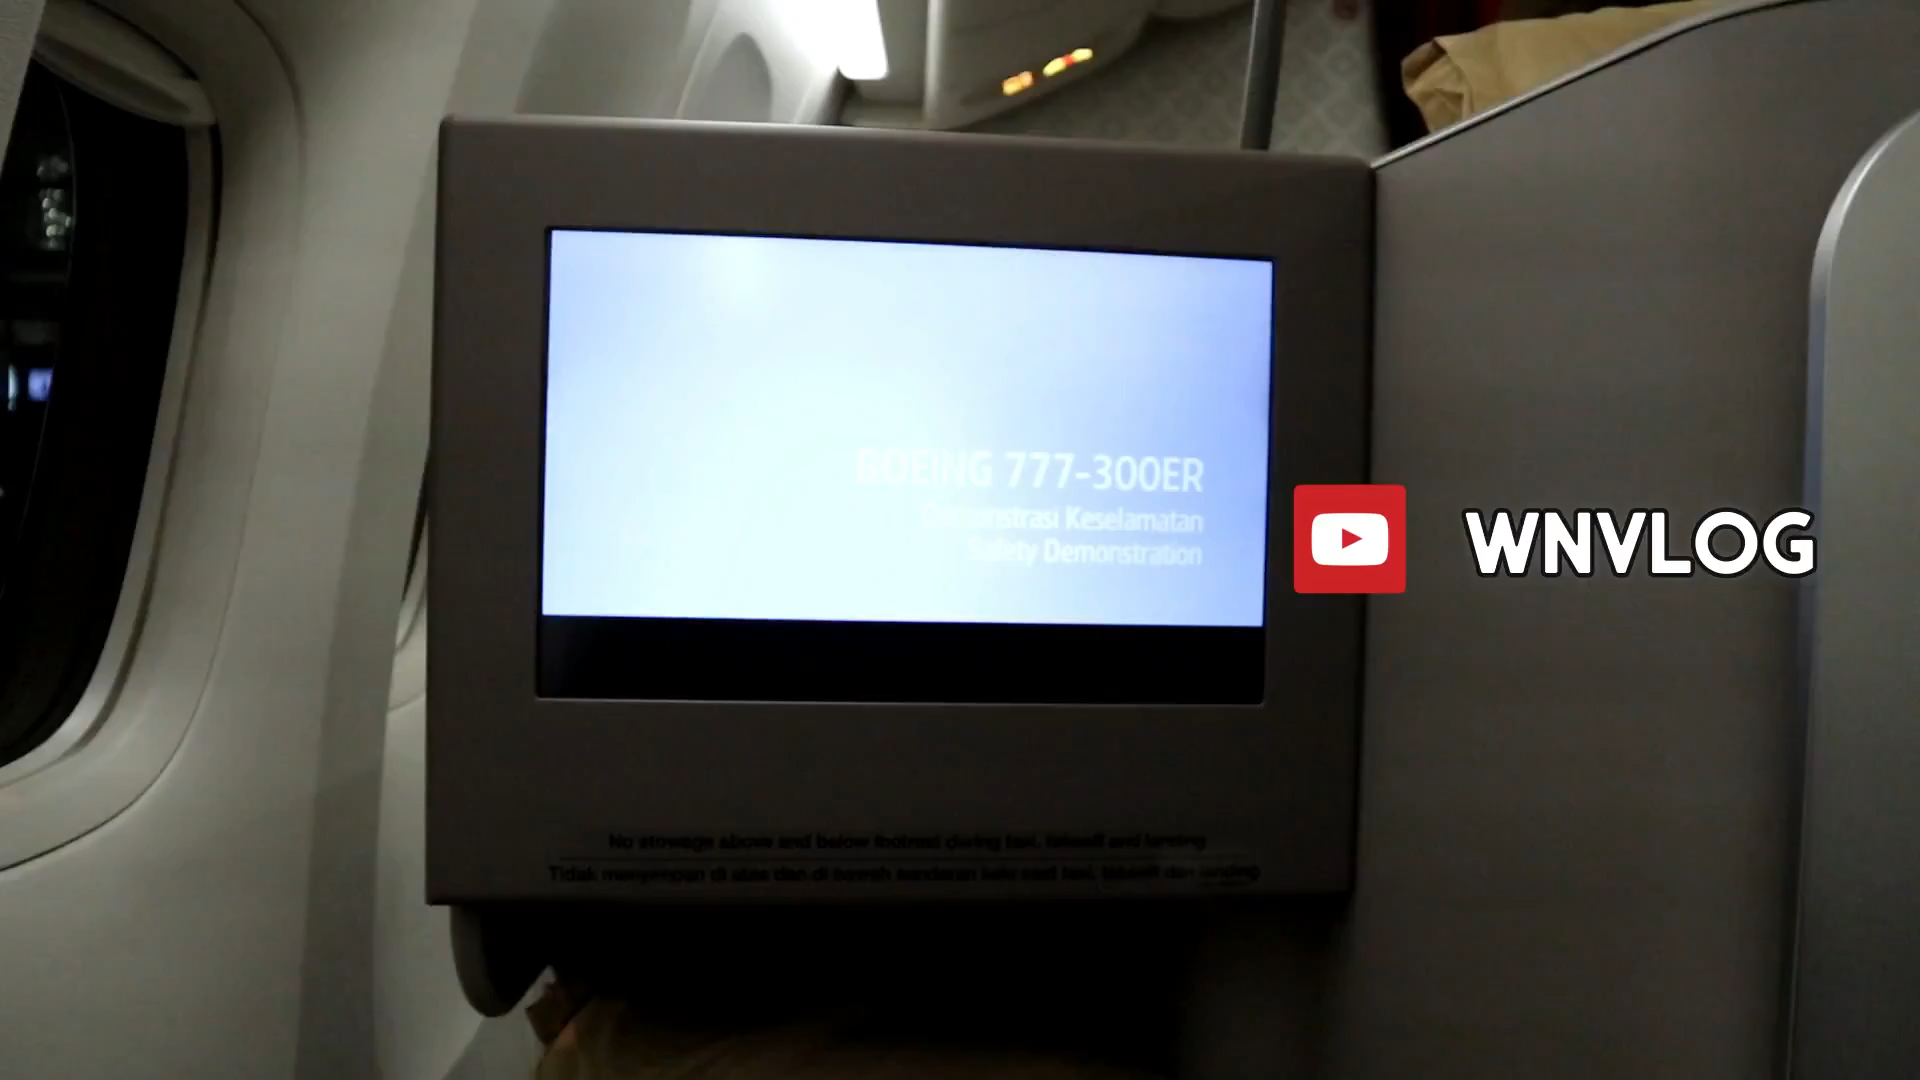 BOEING 777-300ER
Demonstrasi Keselamatan
Safety Demonstration
WNVLOG
No stowage above and below footrest during taxi, takeoff and landing
Tidak menyimpan di atas dan di bawah sandaran kaki saat taxi, takeoff dan landing